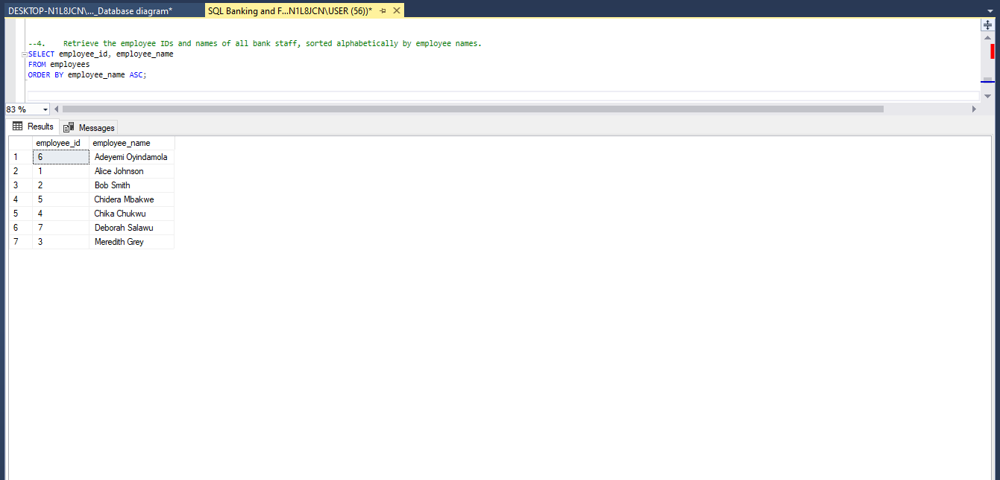 DESKTOP-N1L8JCN\..._Database diagram* SQL Banking and F...N1L8JCN\USER (56))*
--4. Retrieve the employee IDs and names of all bank staff, sorted alphabetically by employee names.
SELECT employee_id, employee_name
FROM employees
ORDER BY employee_name ASC;
83 %
Results Messages
employee_id employee_name
1 6 Adeyemi Oyindamola
2 1 Alice Johnson
3 2 Bob Smith
4 5 Chidera Mbakwe
5 4 Chika Chukwu
6 7 Deborah Salawu
7 3 Meredith Grey